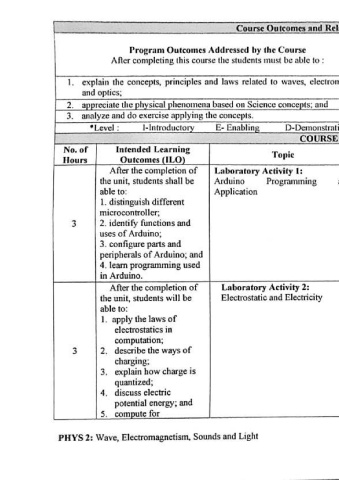 Course Outcomes and Rel
Program Outcomes Addressed by the Course
After completing this course the students must be able to :
1. explain the concepts, principles and laws related to waves, electron
and optics;
2. appreciate the physical phenomena based on Science concepts; and
3. analyze and do exercise applying the concepts.
*Level : I-Introductory E- Enabling D-Demonstrati
COURSE
No. of Hours
Intended Learning Outcomes (ILO)
Topic
3
After the completion of
the unit, students shall be
able to:
1. distinguish different
microcontroller;
2. identify functions and
uses of Arduino;
3. configure parts and
peripherals of Arduino; and
4. learn programming used
in Arduino.
Laboratory Activity 1:
Arduino Programming
Application
3
After the completion of
the unit, students will be
able to:
1. apply the laws of
electrostatics in
computation;
2. describe the ways of
charging;
3. explain how charge is
quantized;
4. discuss electric
potential energy; and
5. compute for
Laboratory Activity 2:
Electrostatic and Electricity
PHYS 2: Wave, Electromagnetism, Sounds and Light